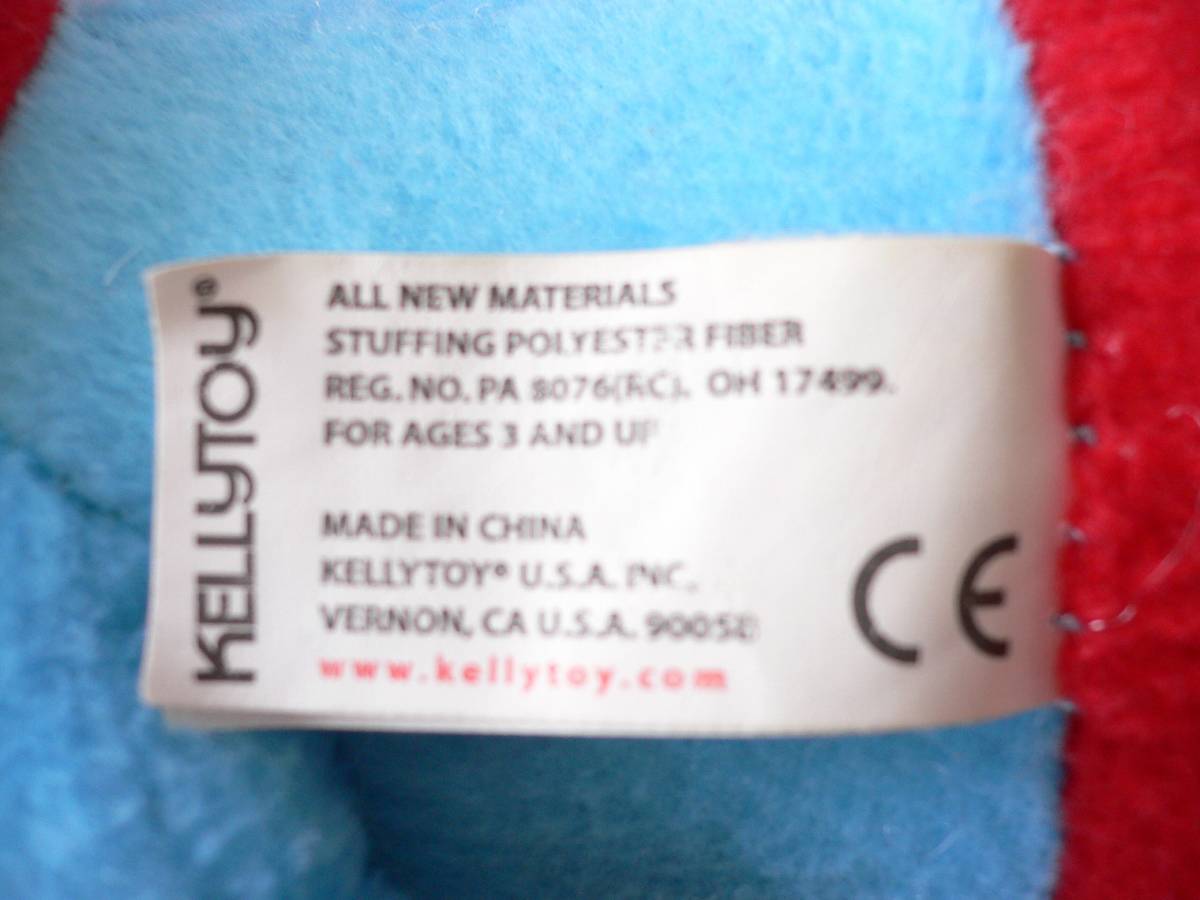 KELLYTOY®
ALL NEW MATERIALS
STUFFING POLYESTER FIBER
REG. NO. PA 8076(RC). OH 17499.
FOR AGES 3 AND UP
MADE IN CHINA
KELLYTOY® U.S.A. INC.
VERNON, CA U.S.A. 90058
www.kellytoy.com
CE